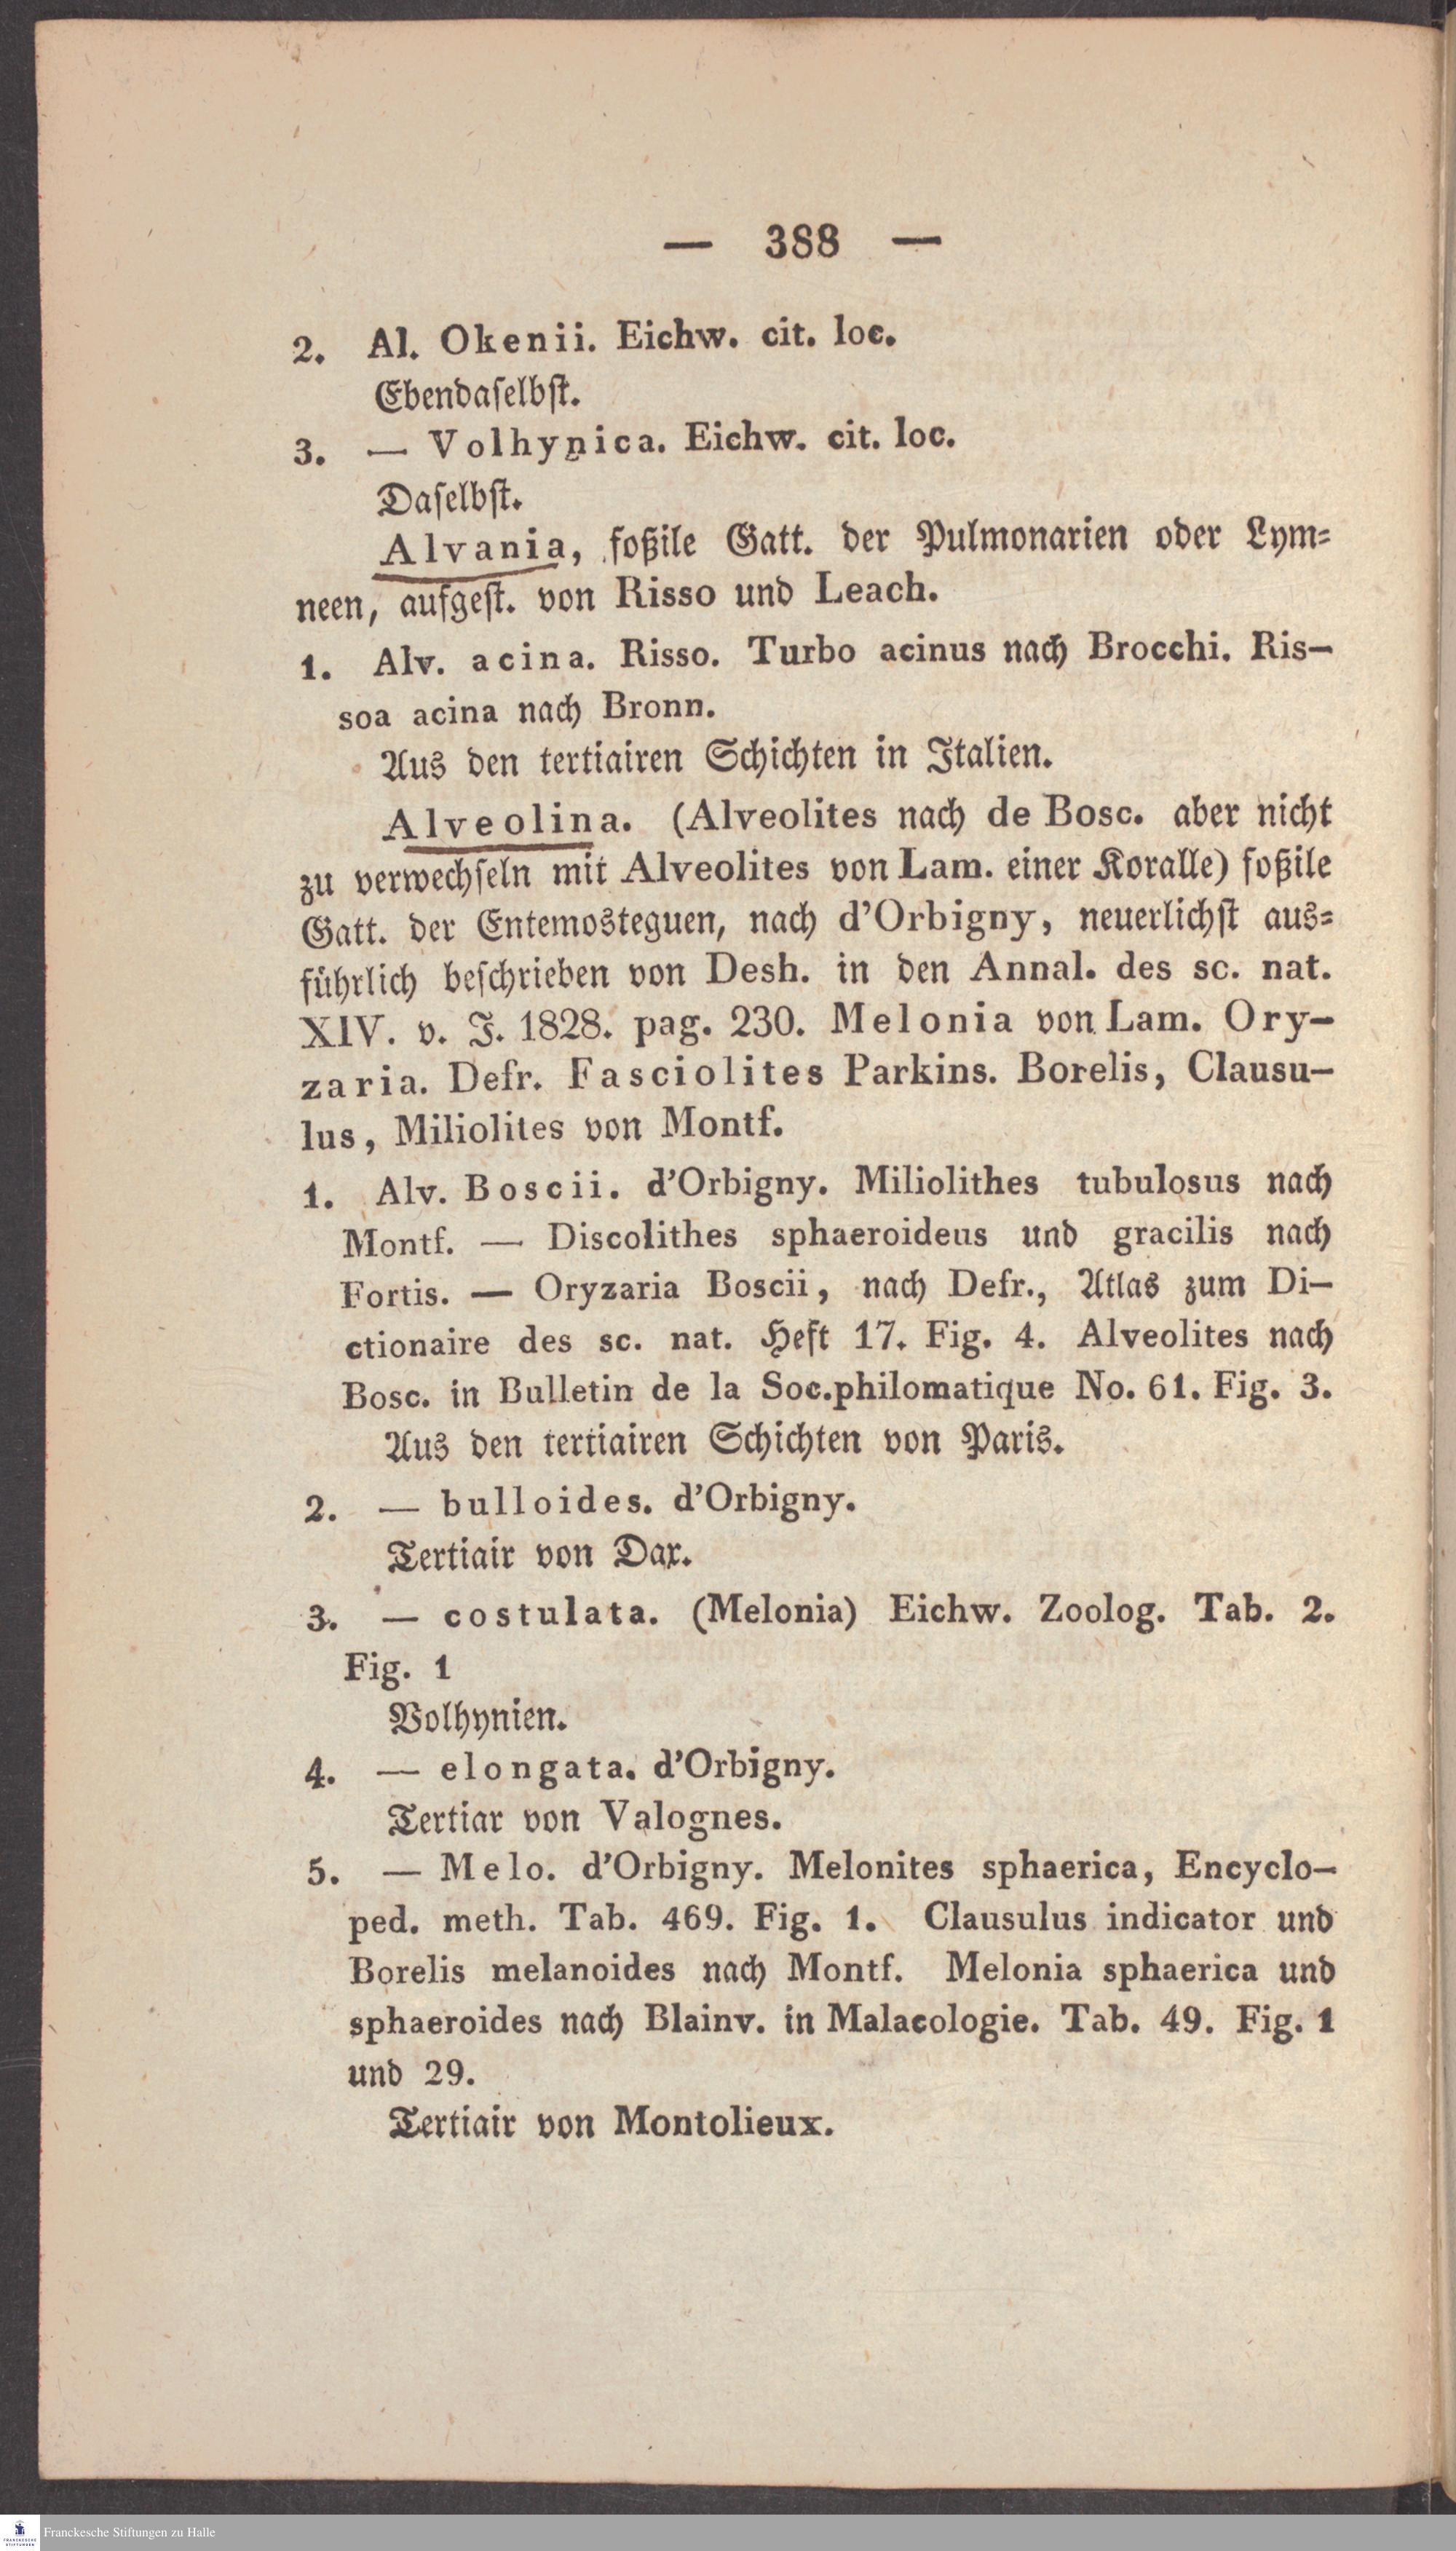 — 388 —
2. Al. Okenii. Eichw. cit. loc.
Ebendaselbst.
3. — Volhynica. Eichw. cit. loc.
Daselbst.
Alvania, foßile Gatt. der Pulmonarien oder Lym-
neen, aufgest. von Risso und Leach.
1. Alv. acina. Risso. Turbo acinus nach Brocchi. Ris-
soa acina nach Bronn.
Aus den tertiairen Schichten in Italien.
Alveolina. (Alveolites nach de Bosc. aber nicht
zu verwechseln mit Alveolites von Lam. einer Koralle) foßile
Gatt. der Entemosteguen, nach d'Orbigny, neuerlichst aus-
führlich beschrieben von Desh. in den Annal. des sc. nat.
XIV. v. J. 1828. pag. 230. Melonia von Lam. Ory-
zaria. Defr. Fasciolites Parkins. Borelis, Clausu-
lus, Miliolites von Montf.
1. Alv. Boscii. d'Orbigny. Miliolithes tubulosus nach
Montf. — Discolithes sphaeroideus und gracilis nach
Fortis. — Oryzaria Boscii, nach Defr., Atlas zum Di-
ctionaire des sc. nat. Heft 17. Fig. 4. Alveolites nach
Bosc. in Bulletin de la Soc.philomatique No. 61. Fig. 3.
Aus den tertiairen Schichten von Paris.
2. — bulloides. d'Orbigny.
Tertiair von Dax.
3. — costulata. (Melonia) Eichw. Zoolog. Tab. 2.
Fig. 1
Volhynien.
4. — elongata. d'Orbigny.
Tertiar von Valognes.
5. — Melo. d'Orbigny. Melonites sphaerica, Encyclo-
ped. meth. Tab. 469. Fig. 1. Clausulus indicator und
Borelis melanoides nach Montf. Melonia sphaerica und
sphaeroides nach Blainv. in Malacologie. Tab. 49. Fig. 1
und 29.
Tertiair von Montolieux.
FRANCKESCHE STIFTUNGEN
Franckesche Stiftungen zu Halle